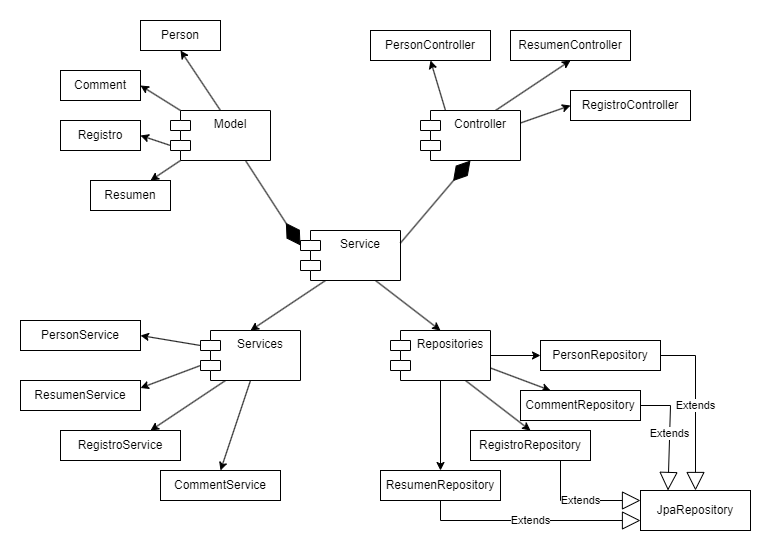 Person
PersonController
ResumenController
Comment
RegistroController
Model
Controller
Registro
Resumen
Service
PersonService
Services
Repositories
PersonRepository
ResumenService
CommentRepository
Extends
Extends
RegistroService
RegistroRepository
CommentService
ResumenRepository
Extends
JpaRepository
Extends